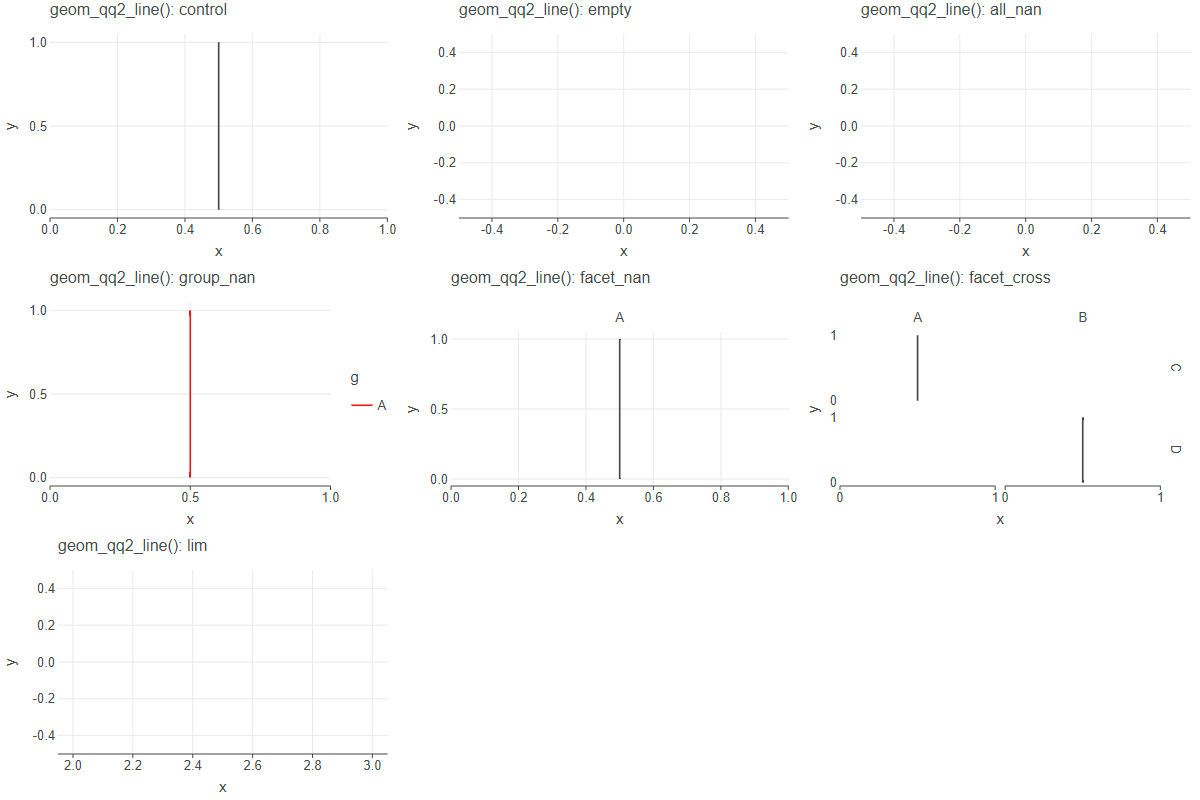 geom_qq2_line(): control
1.0
0.5
0.0
y
0.0 0.2 0.4 0.6 0.8 1.0
x
geom_qq2_line(): empty
0.4
0.2
0.0
-0.2
-0.4
y
-0.4 -0.2 0.0 0.2 0.4
x
geom_qq2_line(): all_nan
0.4
0.2
0.0
-0.2
-0.4
y
-0.4 -0.2 0.0 0.2 0.4
x
geom_qq2_line(): group_nan
1.0
0.5
0.0
y
0.0 0.5 1.0
x
g
A
geom_qq2_line(): facet_nan
A
1.0
0.5
0.0
y
0.0 0.2 0.4 0.6 0.8 1.0
x
geom_qq2_line(): facet_cross
A B
1
0
C
1
0
D
y
0 1 0 1
x
geom_qq2_line(): lim
0.4
0.2
0.0
-0.2
-0.4
y
2.0 2.2 2.4 2.6 2.8 3.0
x